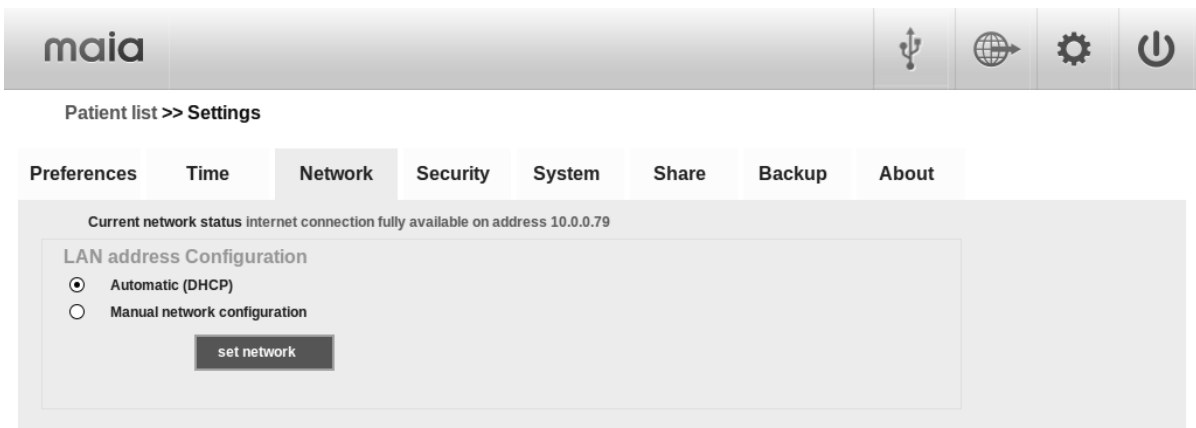 maia
Patient list >> Settings
Preferences Time Network Security System Share Backup About
Current network status internet connection fully available on address 10.0.0.79
LAN address Configuration
Automatic (DHCP)
Manual network configuration
set network